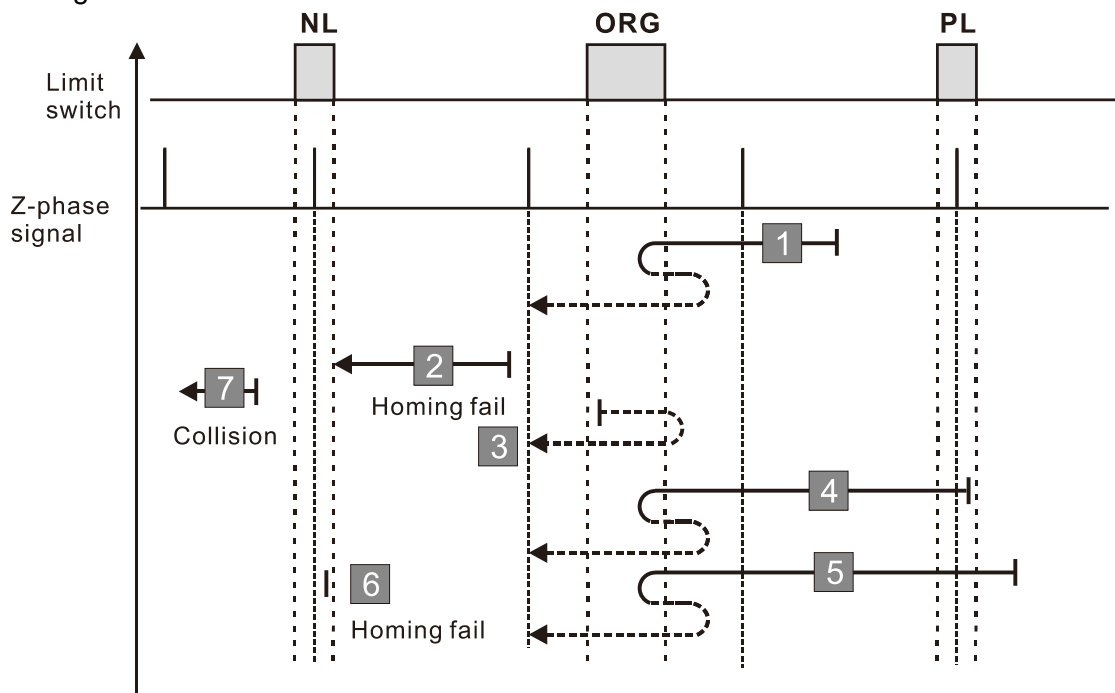 NL
ORG
PL
Limit
switch
Z-phase
signal
1
2
Homing fail
7
Collision
3
4
5
6
Homing fail